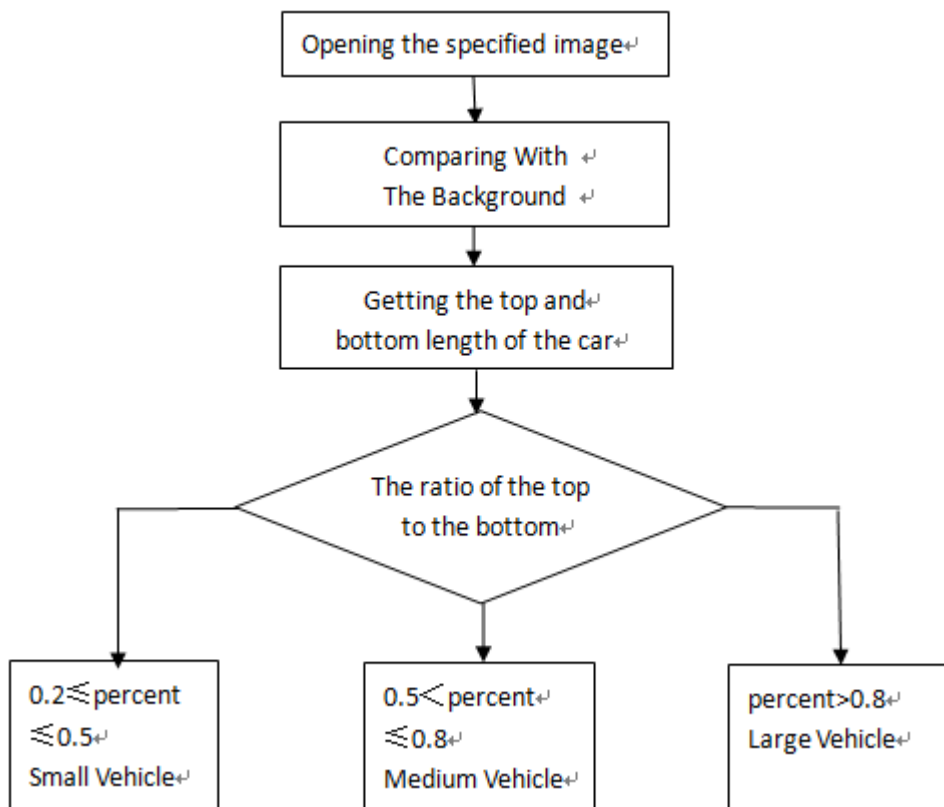 Opening the specified image↵
Comparing With ↵
The Background ↵
Getting the top and↵
bottom length of the car↵
The ratio of the top
to the bottom↵
0.2≦percent
≦0.5↵
Small Vehicle↵
0.5＜percent↵
≦0.8↵
Medium Vehicle↵
percent>0.8↵
Large Vehicle↵